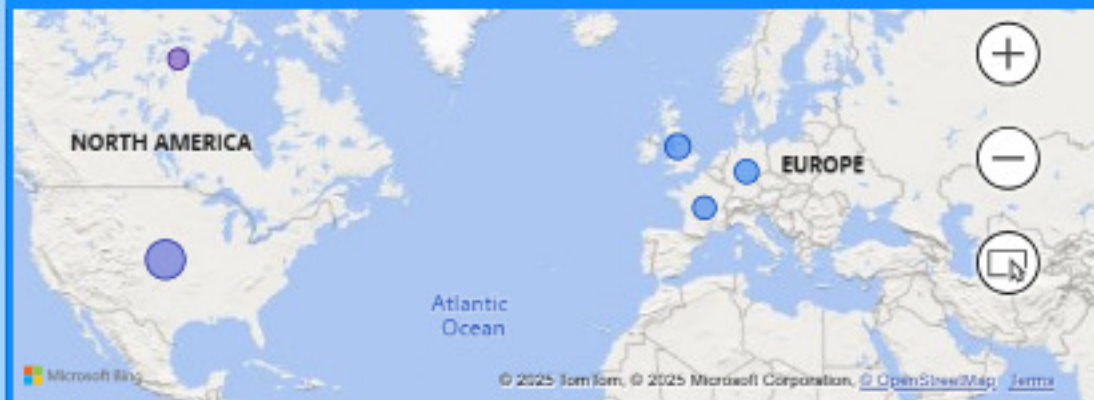 NORTH AMERICA
EUROPE
Atlantic
Ocean
Microsoft Bing
© 2025 TomTom, © 2025 Microsoft Corporation, © OpenStreetMap Terms